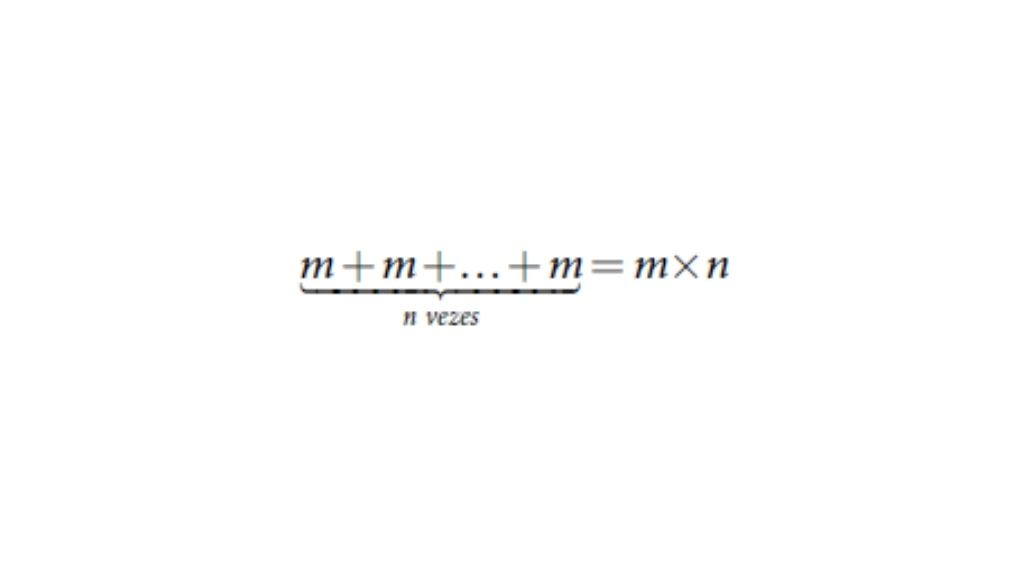 m + m + ... + m = m × n
n vezes